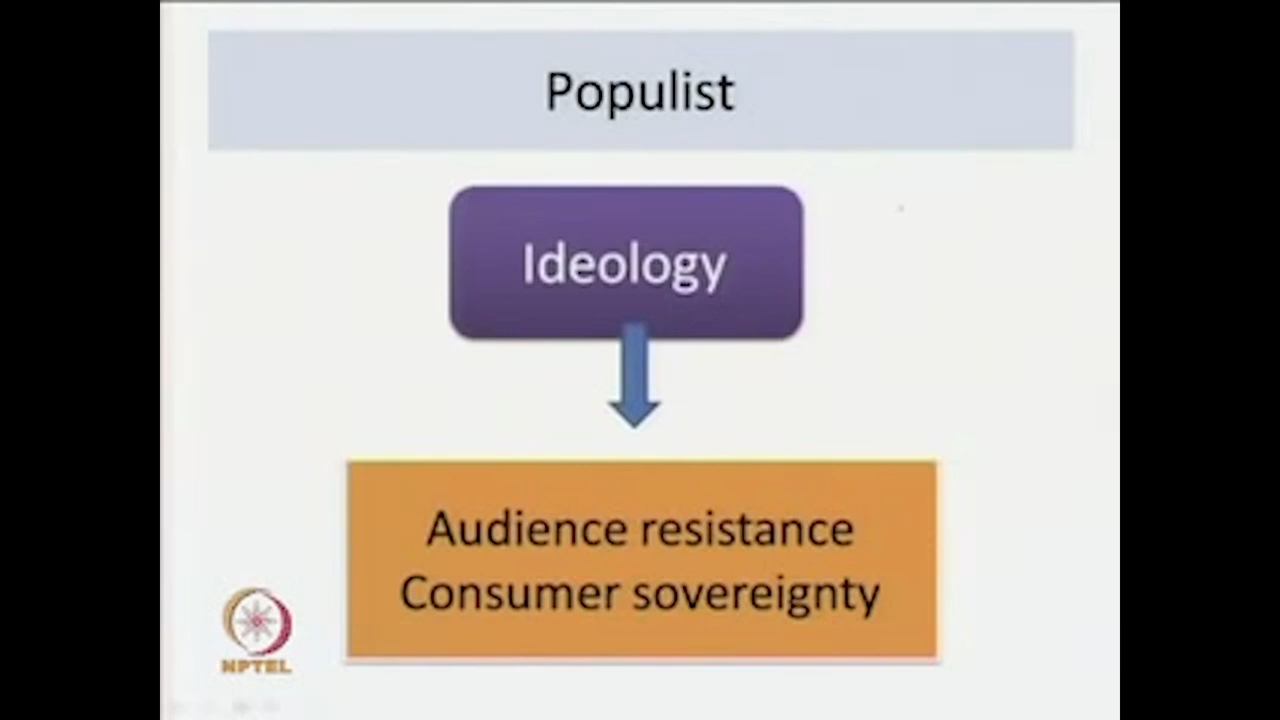 Populist
Ideology
Audience resistance
Consumer sovereignty
NPTEL